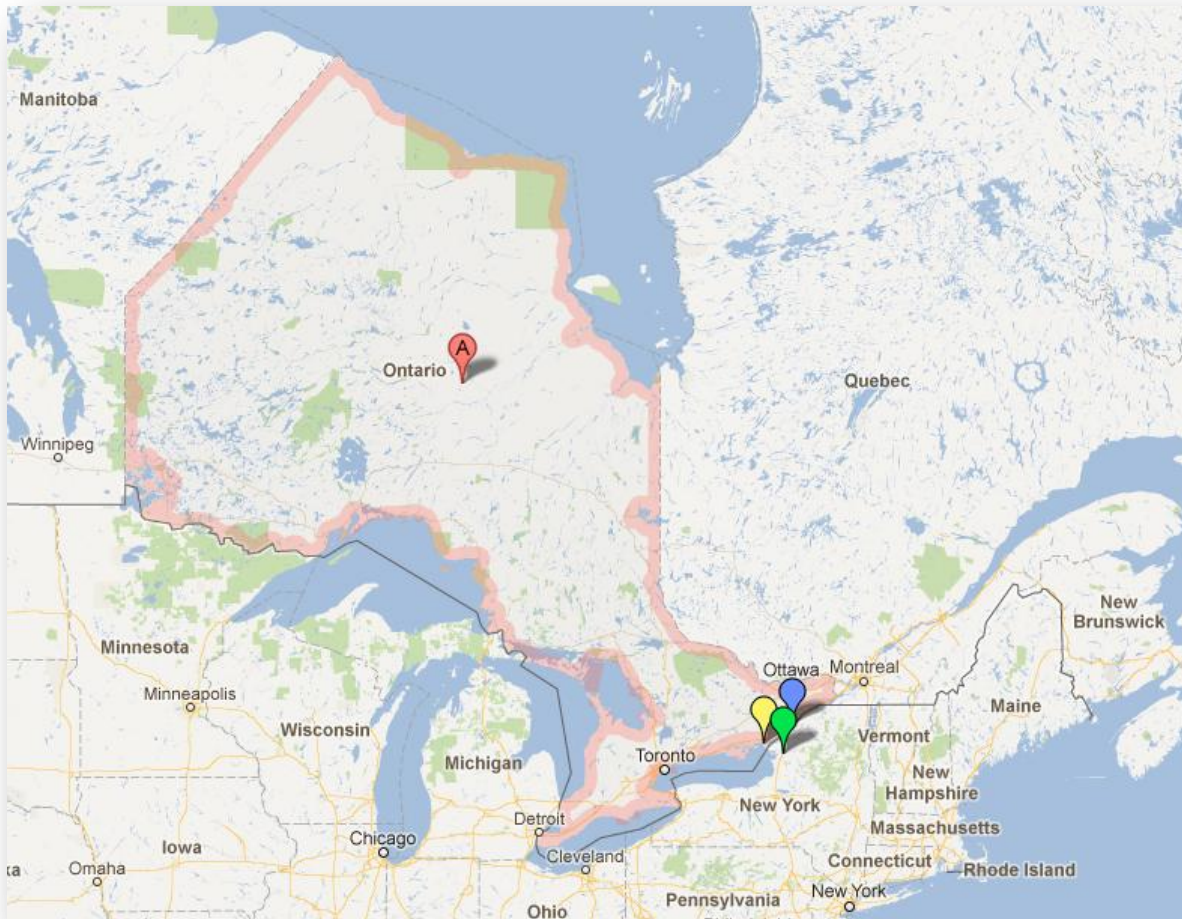 Manitoba
A
Ontario
Quebec
Winnipeg
New
Brunswick
Minnesota
Ottawa
Montreal
Minneapolis
Maine
Wisconsin
Vermont
Toronto
Michigan
New
Hampshire
New York
Detroit
Massachusetts
Chicago
Iowa
Cleveland
Connecticut
Rhode Island
ka
Omaha
Pennsylvania
New York
Ohio